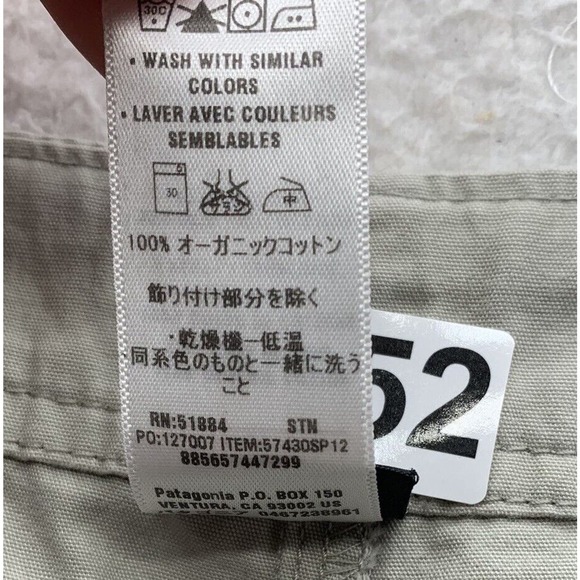 30C
• WASH WITH SIMILAR
COLORS
• LAVER AVEC COULEURS
SEMBLABLES
30 中
100% オーガニックコットン
飾り付け部分を除く
・乾燥機－低温
・同系色のものと一緒に洗う
こと
RN:51884 STN
PO:127007 ITEM:57430SP12
885657447299
Patagonia P.O. BOX 150
VENTURA, CA 93002 US
0467236961
52